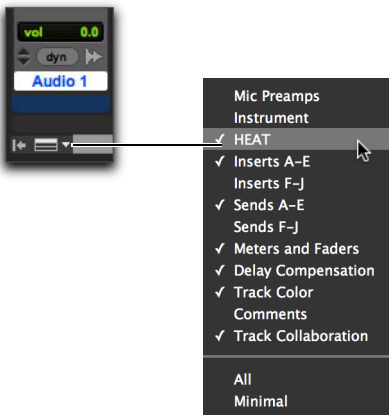 vol 0.0
dyn
Audio 1
Mic Preamps
Instrument
✓ HEAT
✓ Inserts A-E
Inserts F-J
✓ Sends A-E
Sends F-J
✓ Meters and Faders
✓ Delay Compensation
✓ Track Color
Comments
✓ Track Collaboration
All
Minimal